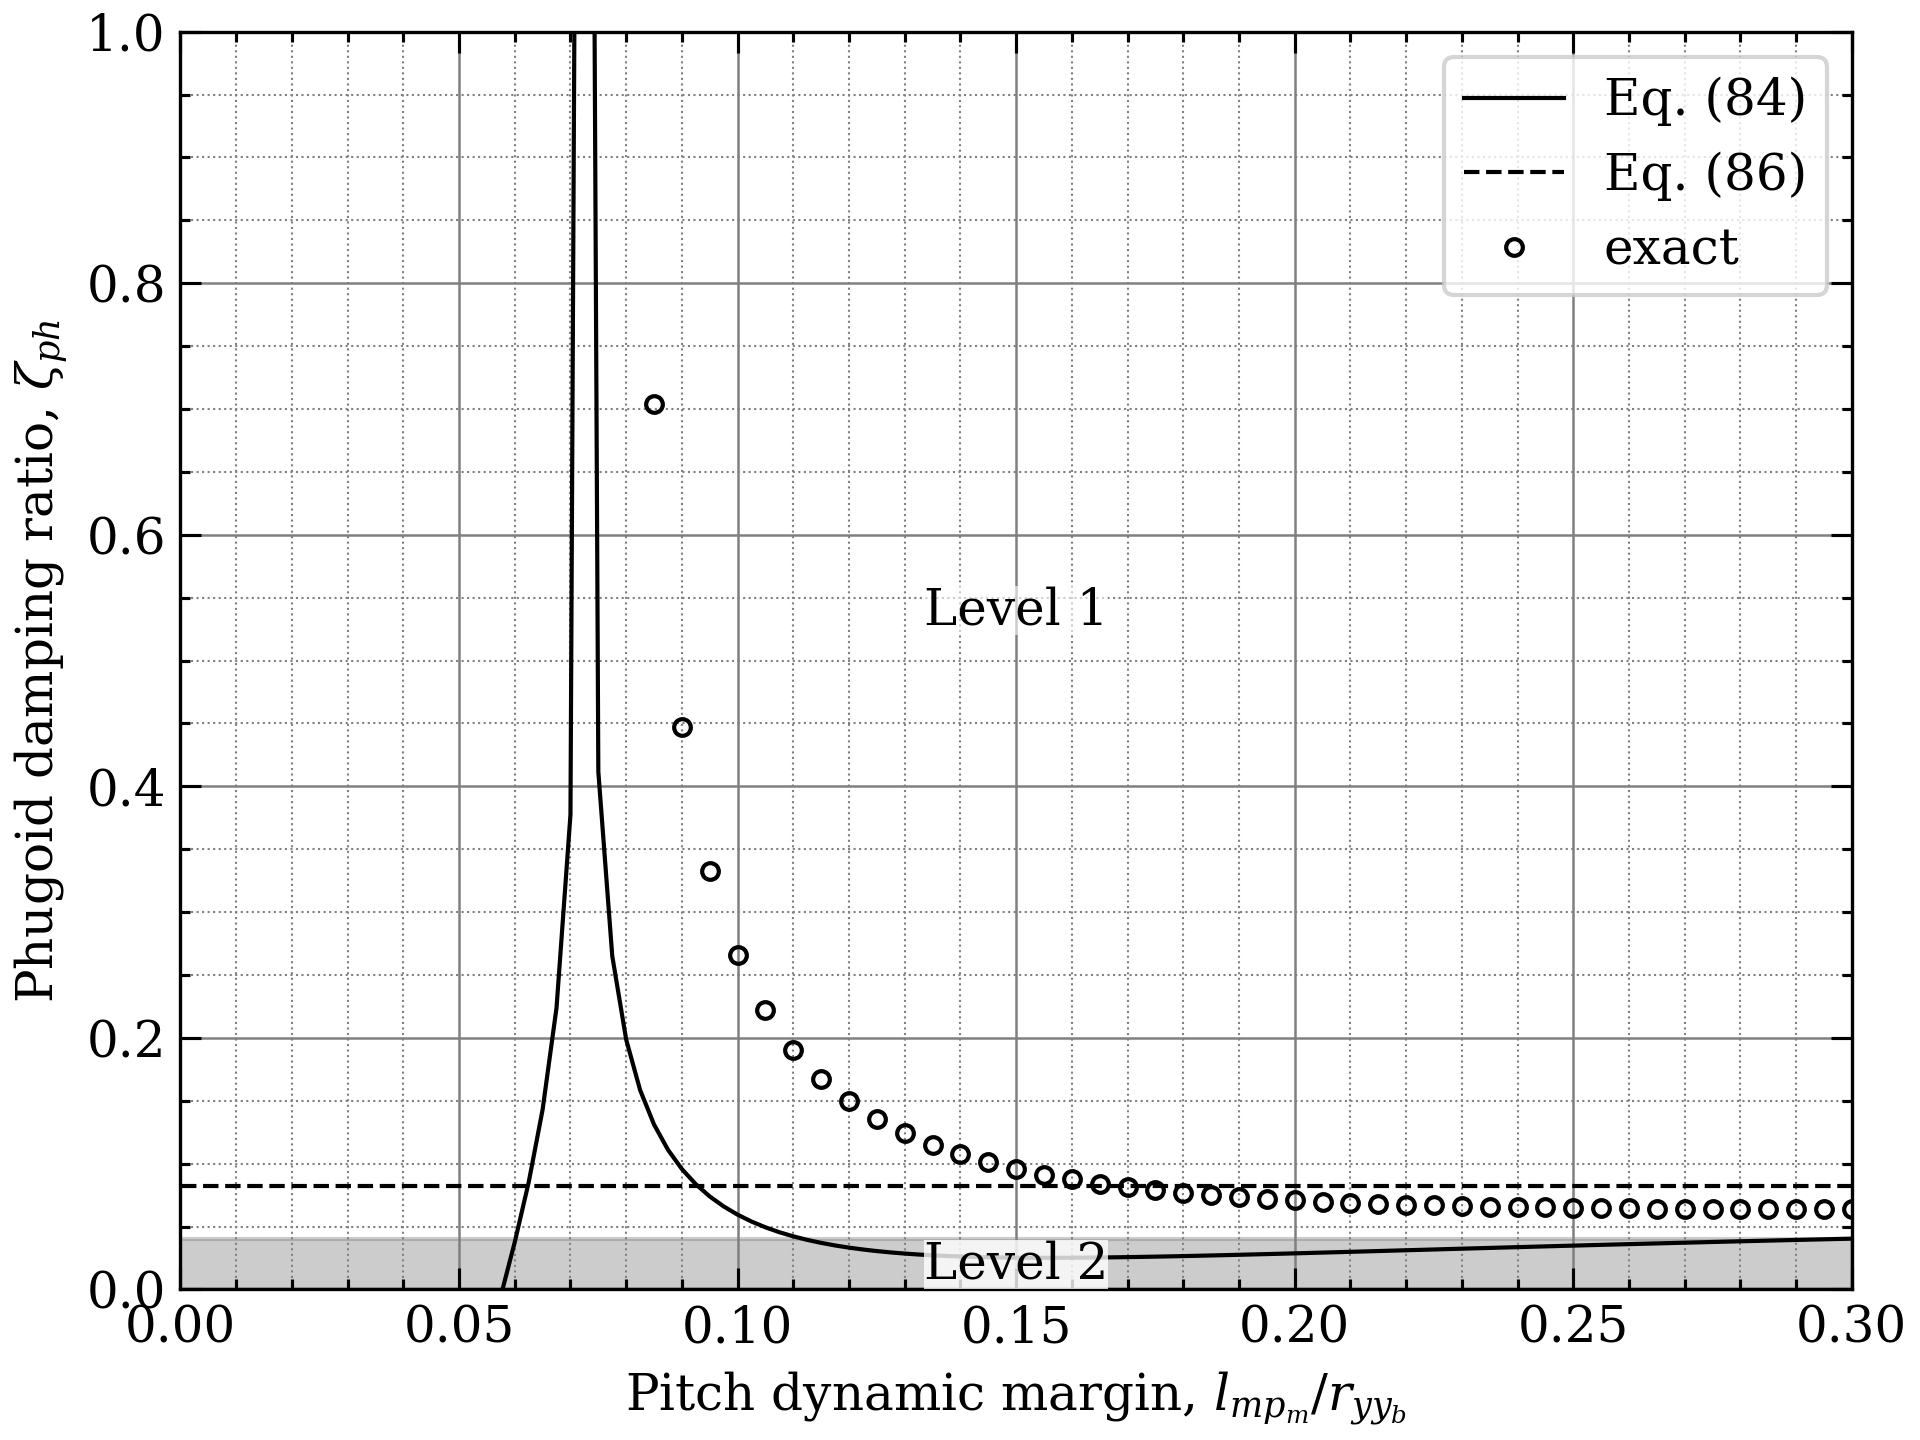 Phugoid damping ratio, ζph
1.0
0.8
0.6
0.4
0.2
0.0
Eq. (84)
Eq. (86)
exact
Level 1
Level 2
0.00 0.05 0.10 0.15 0.20 0.25 0.30
Pitch dynamic margin, lmpm/ryyb